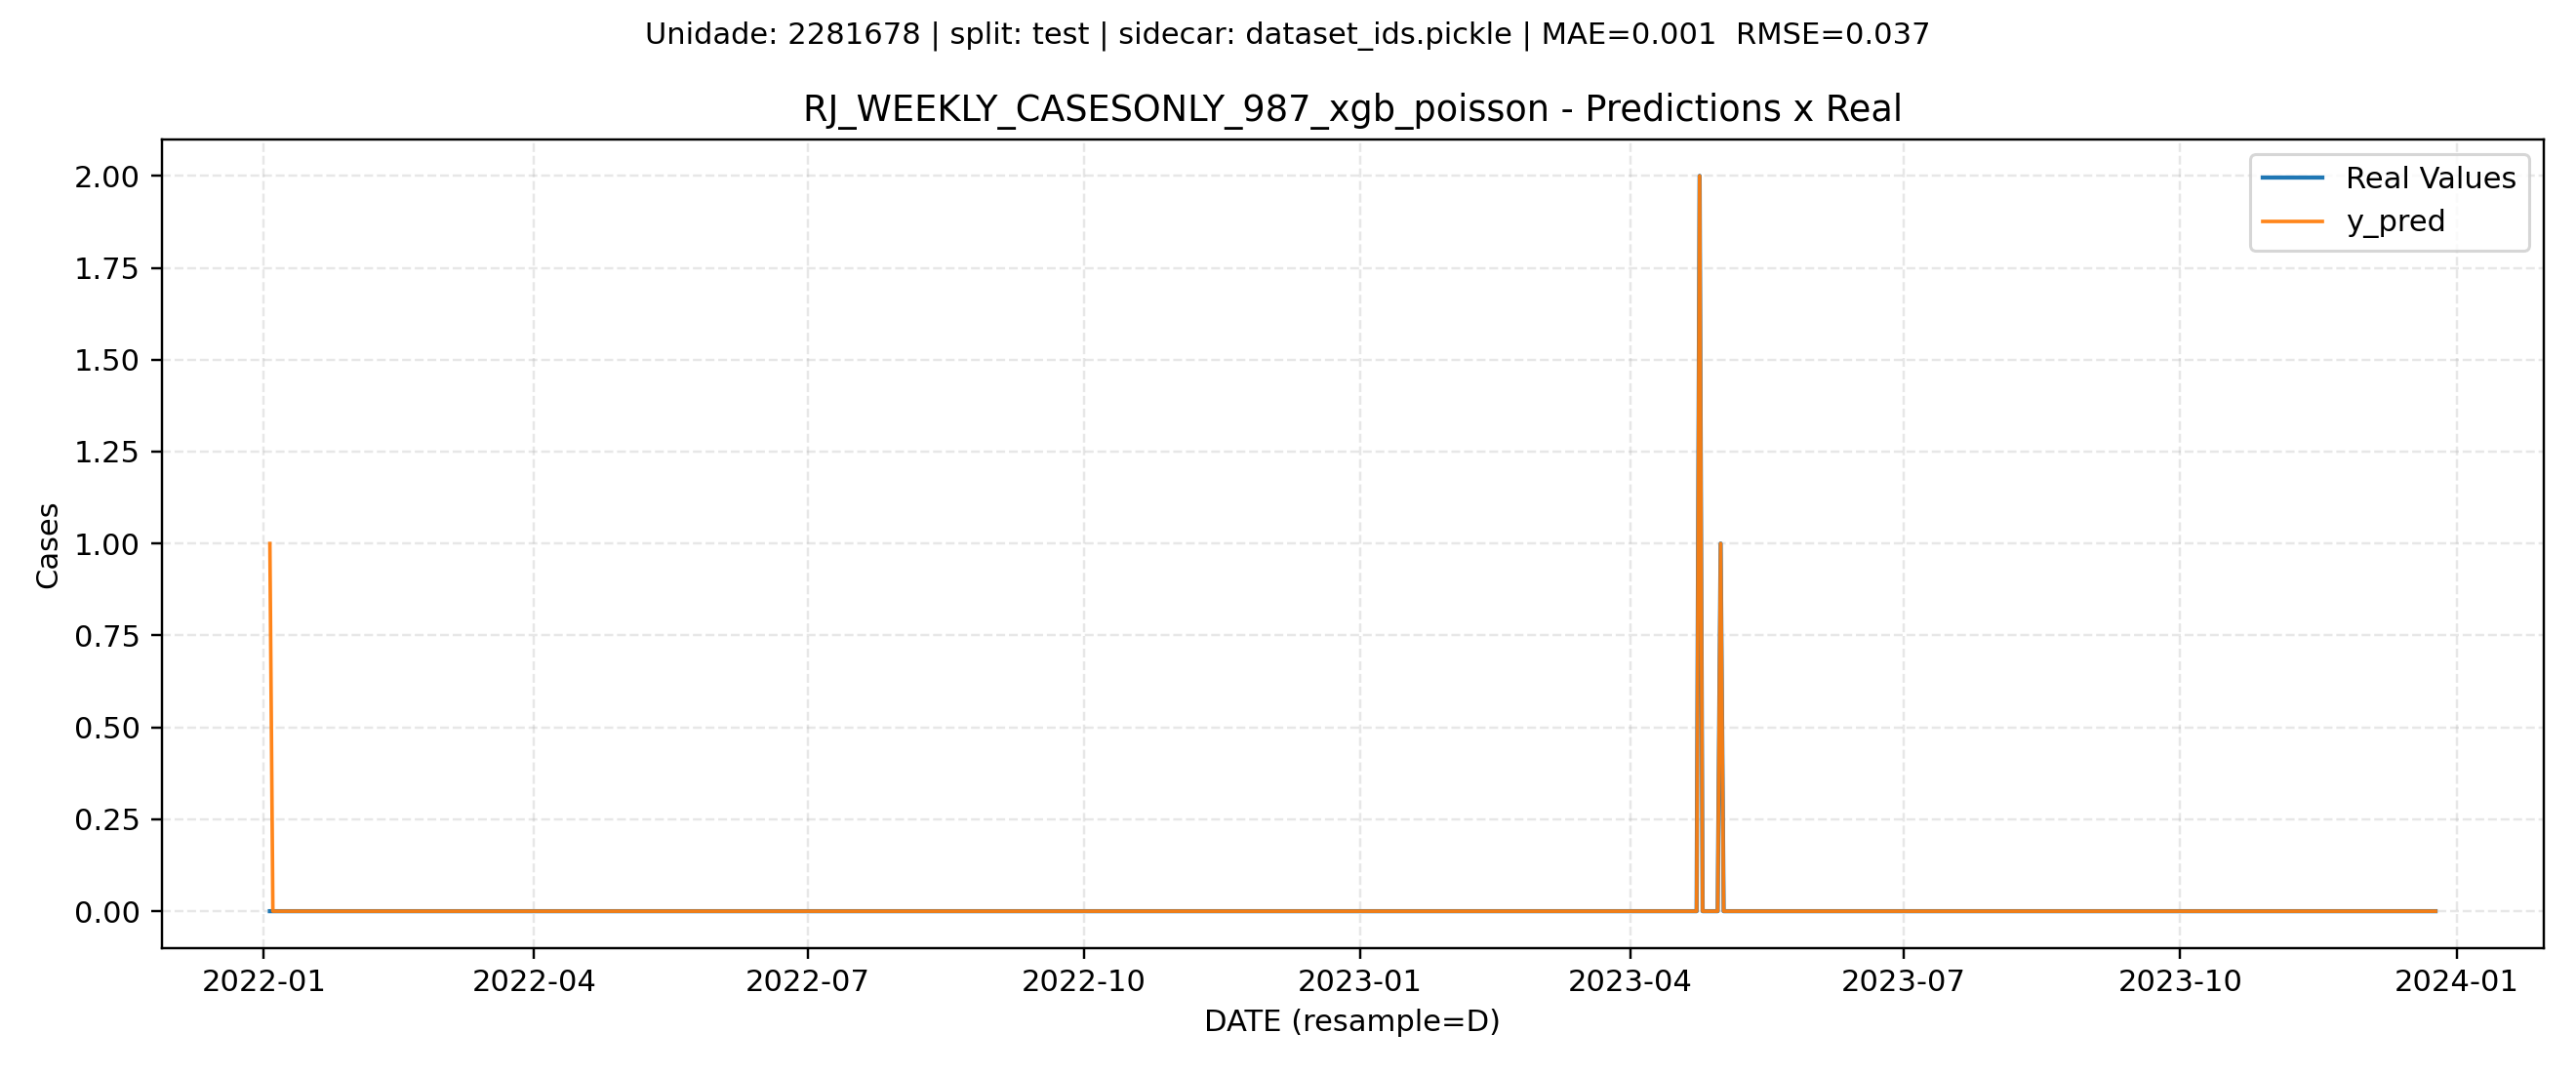 Unidade: 2281678 | split: test | sidecar: dataset_ids.pickle | MAE=0.001  RMSE=0.037
RJ_WEEKLY_CASESONLY_987_xgb_poisson - Predictions x Real
Real Values
y_pred
Cases
2.00
1.75
1.50
1.25
1.00
0.75
0.50
0.25
0.00
2022-01 2022-04 2022-07 2022-10 2023-01 2023-04 2023-07 2023-10 2024-01
DATE (resample=D)